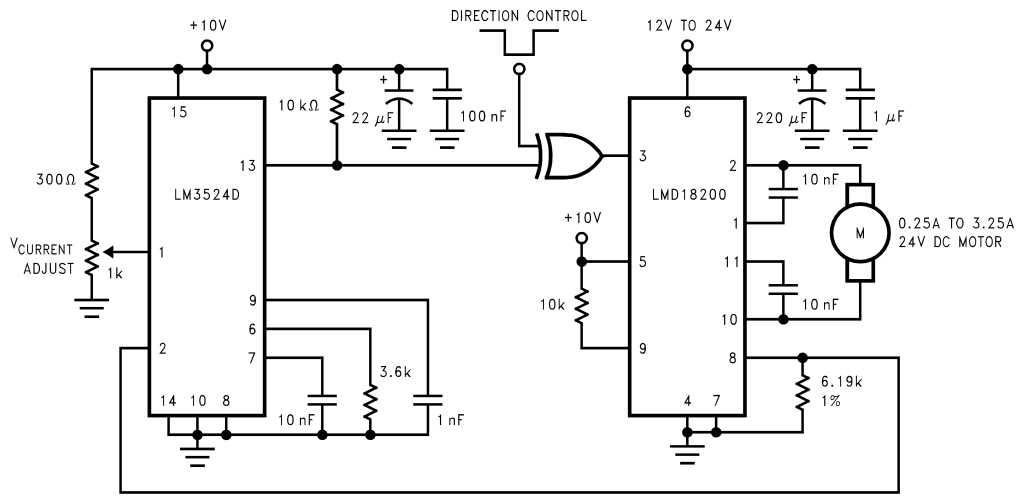 DIRECTION CONTROL
+10V
12V TO 24V
+
+
15
10 kΩ
22 µF
100 nF
6
220 µF
1 µF
13
3
2
10 nF
300Ω
LM3524D
LMD18200
+10V
1
0.25A TO 3.25A
24V DC MOTOR
M
VCURRENT
ADJUST
1k
1
5
11
9
10k
10 nF
6
10
2
7
9
8
3.6k
6.19k
1%
14
10
8
10 nF
1 nF
4
7